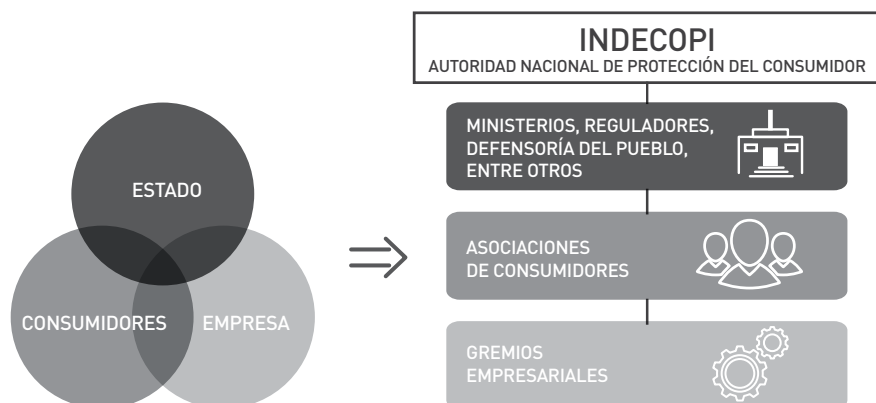 ESTADO
CONSUMIDORES
EMPRESA
INDECOPI
AUTORIDAD NACIONAL DE PROTECCIÓN DEL CONSUMIDOR
MINISTERIOS, REGULADORES,
DEFENSORÍA DEL PUEBLO,
ENTRE OTROS
ASOCIACIONES
DE CONSUMIDORES
GREMIOS
EMPRESARIALES